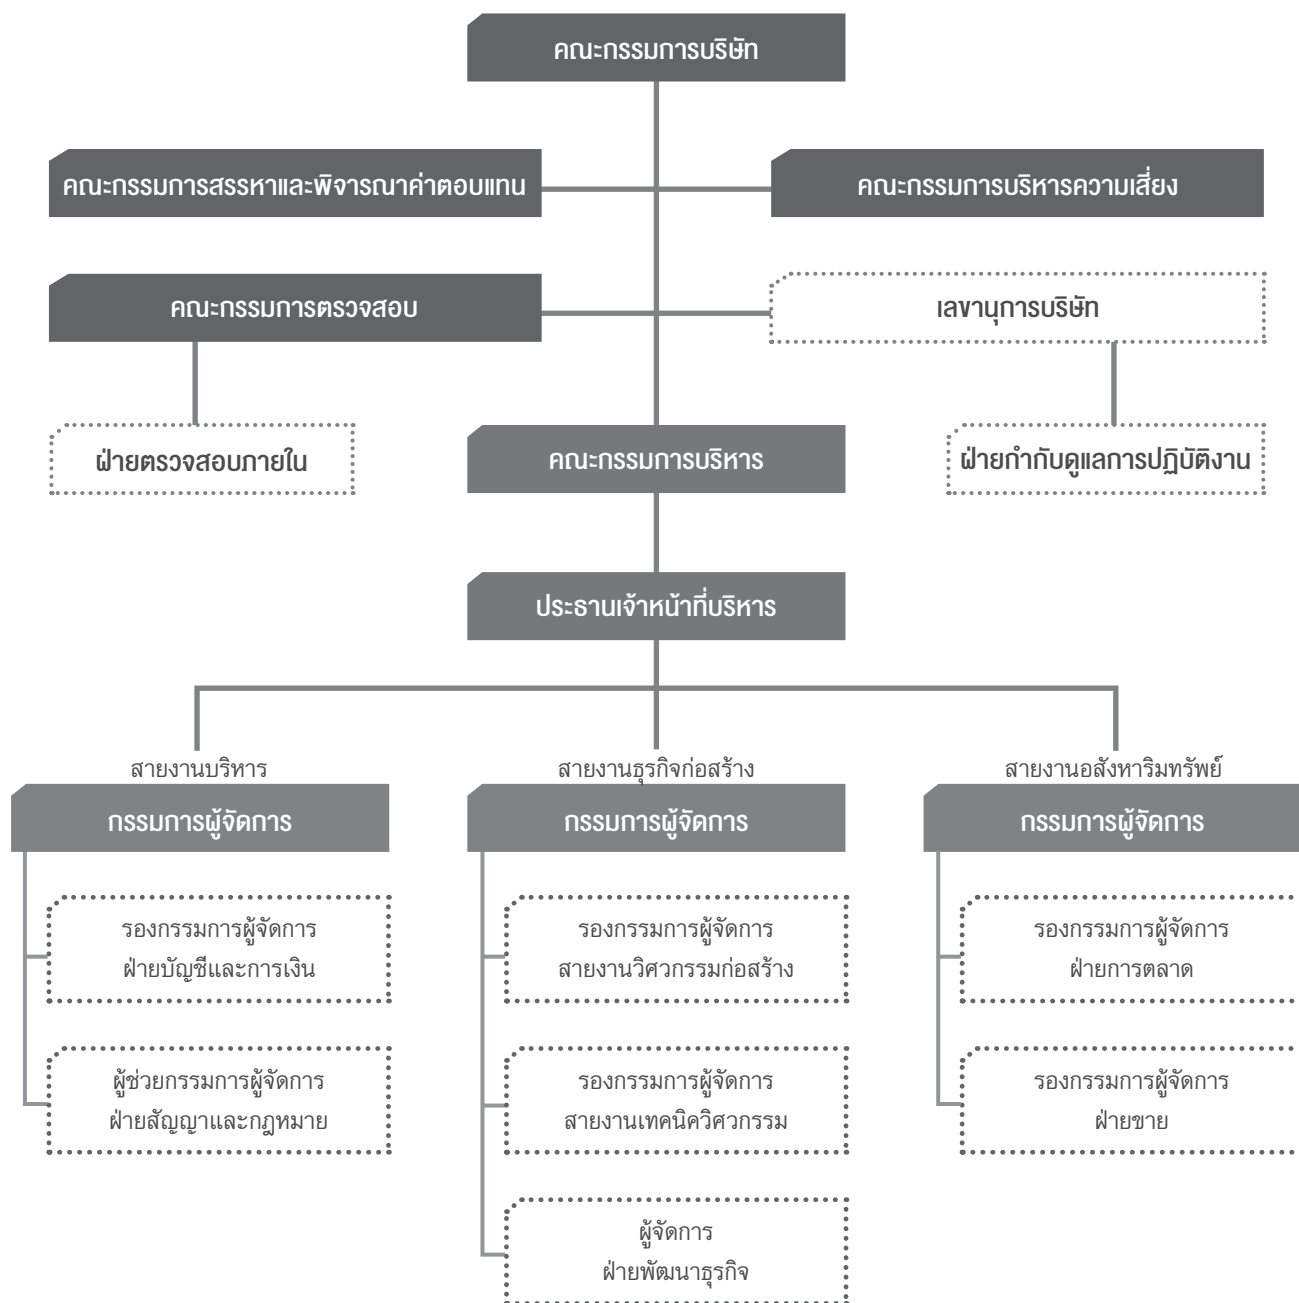 คณะกรรมการบริษัท
คณะกรรมการสรรหาและพิจารณาค่าตอบแทน
คณะกรรมการบริหารความเสี่ยง
คณะกรรมการตรวจสอบ
เลขานุการบริษัท
ฝ่ายตรวจสอบภายใน
คณะกรรมการบริหาร
ฝ่ายกำกับดูแลการปฏิบัติงาน
ประธานเจ้าหน้าที่บริหาร
สายงานบริหาร
กรรมการผู้จัดการ
รองกรรมการผู้จัดการ
ฝ่ายบัญชีและการเงิน
ผู้ช่วยกรรมการผู้จัดการ
ฝ่ายสัญญาและกฎหมาย
สายงานธุรกิจก่อสร้าง
กรรมการผู้จัดการ
รองกรรมการผู้จัดการ
สายงานวิศวกรรมก่อสร้าง
รองกรรมการผู้จัดการ
สายงานเทคนิควิศวกรรม
ผู้จัดการ
ฝ่ายพัฒนาธุรกิจ
สายงานอสังหาริมทรัพย์
กรรมการผู้จัดการ
รองกรรมการผู้จัดการ
ฝ่ายการตลาด
รองกรรมการผู้จัดการ
ฝ่ายขาย